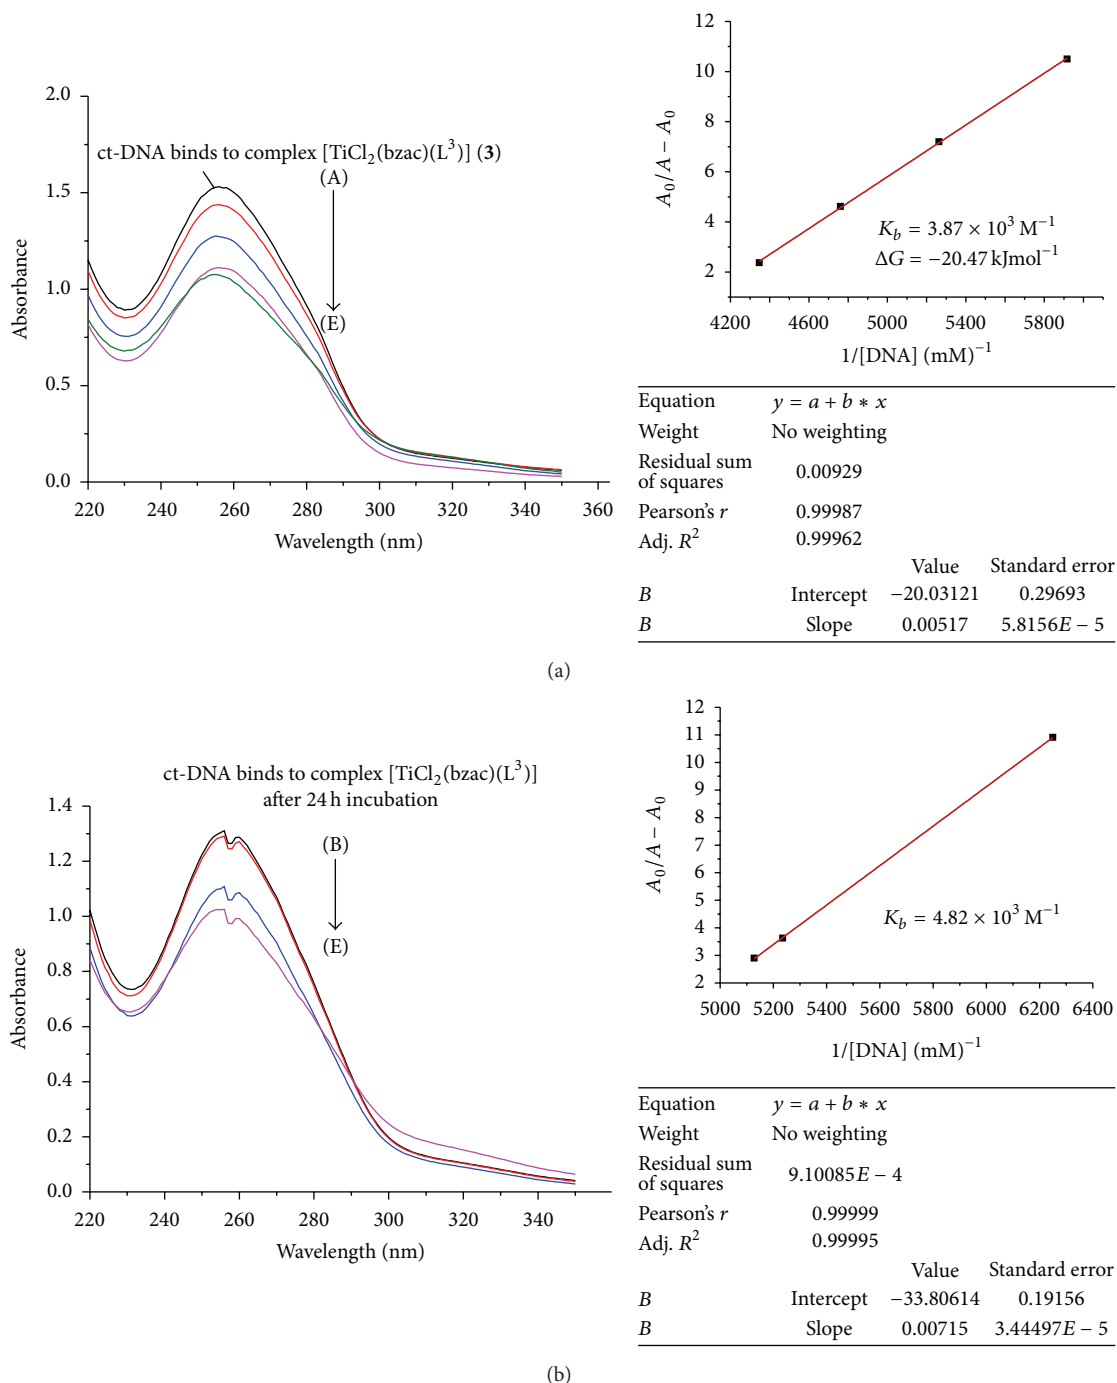 2.0
1.5
1.0
0.5
0.0
Absorbance
ct-DNA binds to complex [TiCl₂(bzac)(L³)] (3)
(A)
(E)
220 240 260 280 300 320 340 360
Wavelength (nm)
12
10
8
6
4
2
A₀/A − A₀
K_b = 3.87 × 10³ M⁻¹
ΔG = −20.47 kJmol⁻¹
4200 4600 5000 5400 5800
1/[DNA] (mM)⁻¹
Equation y = a + b ∗ x
Weight No weighting
Residual sum
of squares 0.00929
Pearson's r 0.99987
Adj. R² 0.99962
Value Standard error
B Intercept −20.03121 0.29693
B Slope 0.00517 5.8156E − 5
(a)
ct-DNA binds to complex [TiCl₂(bzac)(L³)]
after 24 h incubation
1.4
1.2
1.0
0.8
0.6
0.4
0.2
0.0
Absorbance
(B)
(E)
220 240 260 280 300 320 340
Wavelength (nm)
12
11
10
9
8
7
6
5
4
3
2
A₀/A − A₀
K_b = 4.82 × 10³ M⁻¹
5000 5200 5400 5600 5800 6000 6200 6400
1/[DNA] (mM)⁻¹
Equation y = a + b ∗ x
Weight No weighting
Residual sum
of squares 9.10085E − 4
Pearson's r 0.99999
Adj. R² 0.99995
Value Standard error
B Intercept −33.80614 0.19156
B Slope 0.00715 3.44497E − 5
(b)